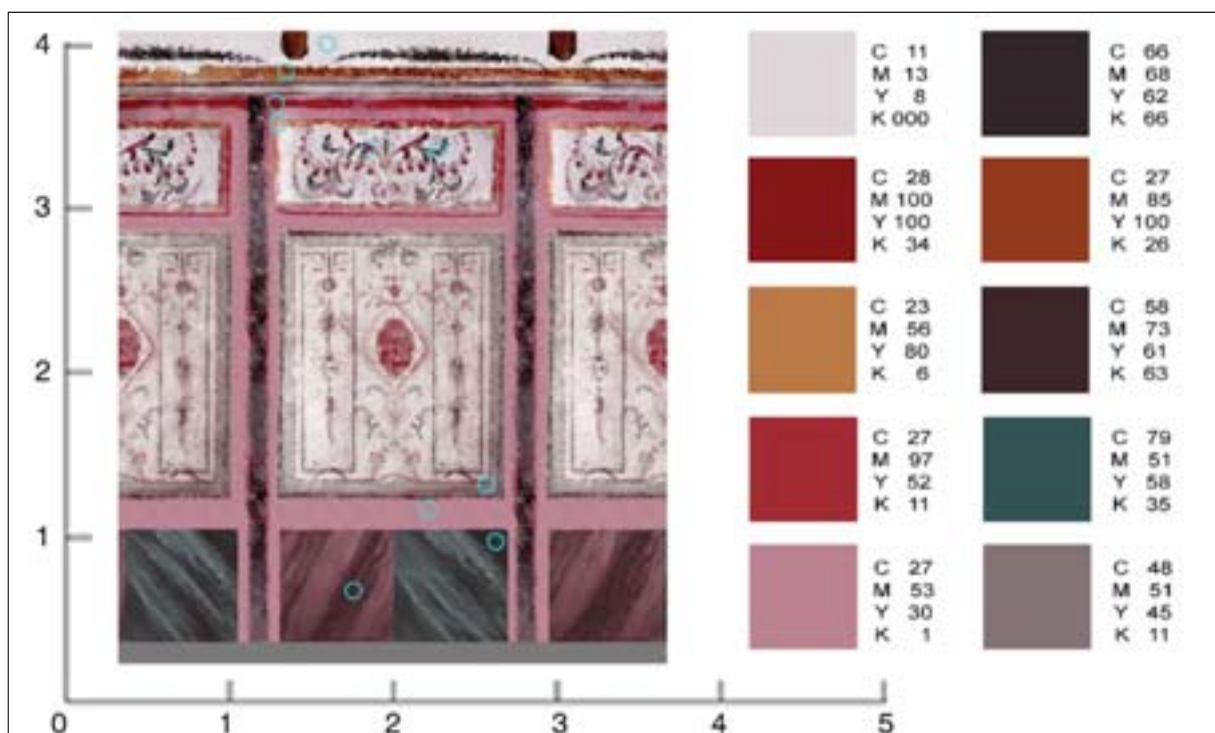 4
3
2
1
0
1
2
3
4
5
C 11
M 13
Y 8
K 000
C 66
M 68
Y 62
K 66
C 28
M 100
Y 100
K 34
C 27
M 85
Y 100
K 26
C 23
M 56
Y 80
K 6
C 58
M 73
Y 61
K 63
C 27
M 97
Y 52
K 11
C 79
M 51
Y 58
K 35
C 27
M 53
Y 30
K 1
C 48
M 51
Y 45
K 11